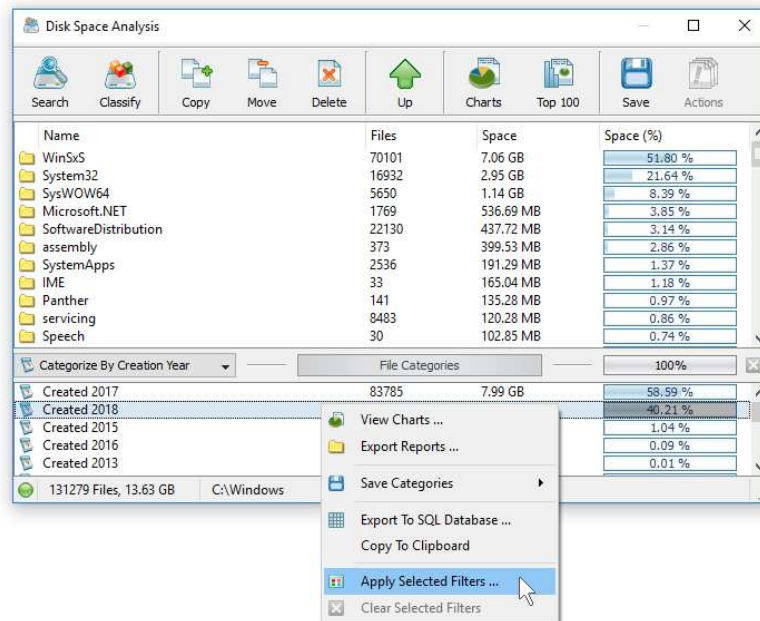 Disk Space Analysis
Search Classify Copy Move Delete Up Charts Top 100 Save Actions
Name Files Space Space (%)
WinSxS 70101 7.06 GB 51.80 %
System32 16932 2.95 GB 21.64 %
SysWOW64 5650 1.14 GB 8.39 %
Microsoft.NET 1769 536.69 MB 3.85 %
SoftwareDistribution 22130 437.72 MB 3.14 %
assembly 373 399.53 MB 2.86 %
SystemApps 2536 191.29 MB 1.37 %
IME 33 165.04 MB 1.18 %
Panther 141 135.28 MB 0.97 %
servicing 8483 120.28 MB 0.86 %
Speech 30 102.85 MB 0.74 %
Categorize By Creation Year File Categories 100%
Created 2017 83785 7.99 GB 58.59 %
Created 2018 40.21 %
Created 2015 1.04 %
Created 2016 0.09 %
Created 2013 0.01 %
131279 Files, 13.63 GB C:\Windows
View Charts ...
Export Reports ...
Save Categories
Export To SQL Database ...
Copy To Clipboard
Apply Selected Filters ...
Clear Selected Filters